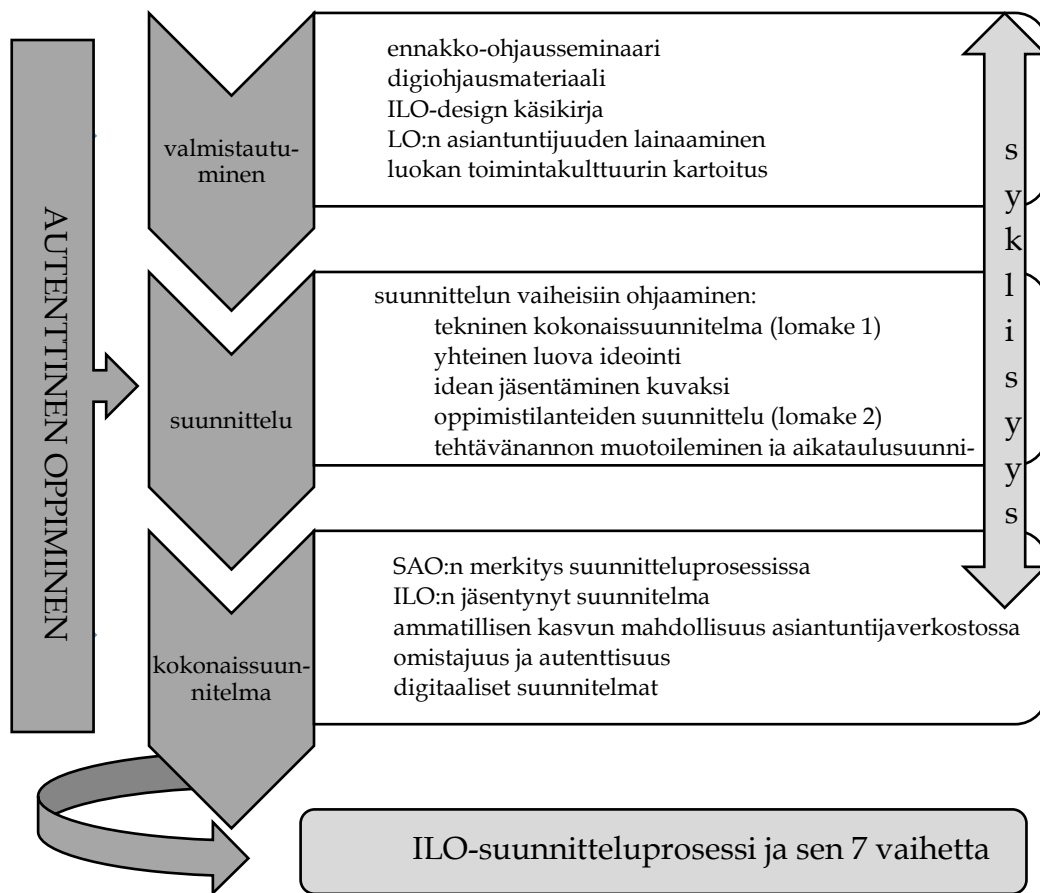 AUTENTTINEN OPPIMINEN
valmistautu-
minen
ennakko-ohjausseminaari
digiohjausmateriaali
ILO-design käsikirja
LO:n asiantuntijuuden lainaaminen
luokan toimintakulttuurin kartoitus
suunnittelu
suunnittelun vaiheisiin ohjaaminen:
tekninen kokonaissuunnitelma (lomake 1)
yhteinen luova ideointi
idean jäsentäminen kuvaksi
oppimistilanteiden suunnittelu (lomake 2)
tehtävänannon muotoileminen ja aikataulusuunni-
kokonaissuun-
nitelma
SAO:n merkitys suunnitteluprosessissa
ILO:n jäsentynyt suunnitelma
ammatillisen kasvun mahdollisuus asiantuntijaverkostossa
omistajuus ja autenttisuus
digitaaliset suunnitelmat
syklisyys
ILO-suunnitteluprosessi ja sen 7 vaihetta